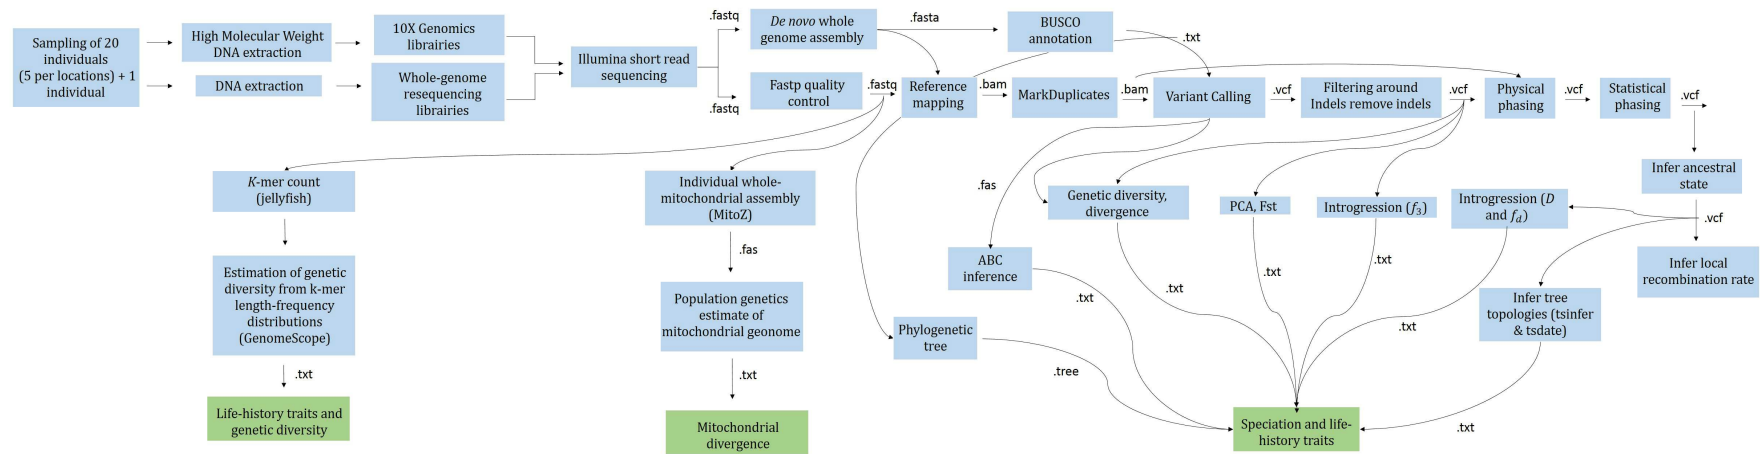 Sampling of 20
individuals
(5 per locations) + 1
individual
High Molecular Weight
DNA extraction
DNA extraction
10X Genomics
librairies
Whole-genome
resequencing
librairies
Illumina short read
sequencing
.fastq
.fastq
De novo whole
genome assembly
.fasta
BUSCO
annotation
.txt
Fastp quality
control
.fastq
Reference
mapping
.bam
MarkDuplicates
.bam
Variant Calling
.vcf
Filtering around
Indels remove indels
.vcf
Physical
phasing
.vcf
Statistical
phasing
.vcf
K-mer count
(jellyfish)
Individual whole-
mitochondrial assembly
(MitoZ)
.fas
Genetic diversity,
divergence
PCA, Fst
Introgression (f3)
Introgression (D
and fd)
Infer ancestral
state
.vcf
Estimation of genetic
diversity from k-mer
length-frequency
distributions
(GenomeScope)
.fas
Population genetics
estimate of
mitochondrial geonome
ABC
inference
.txt
.txt
.txt
.txt
.txt
Infer tree
topologies (tsinfer
& tsdate)
Infer local
recombination rate
Phylogenetic
tree
.tree
.txt
.txt
.txt
Life-history traits and
genetic diversity
Mitochondrial
divergence
Speciation and life-
history traits